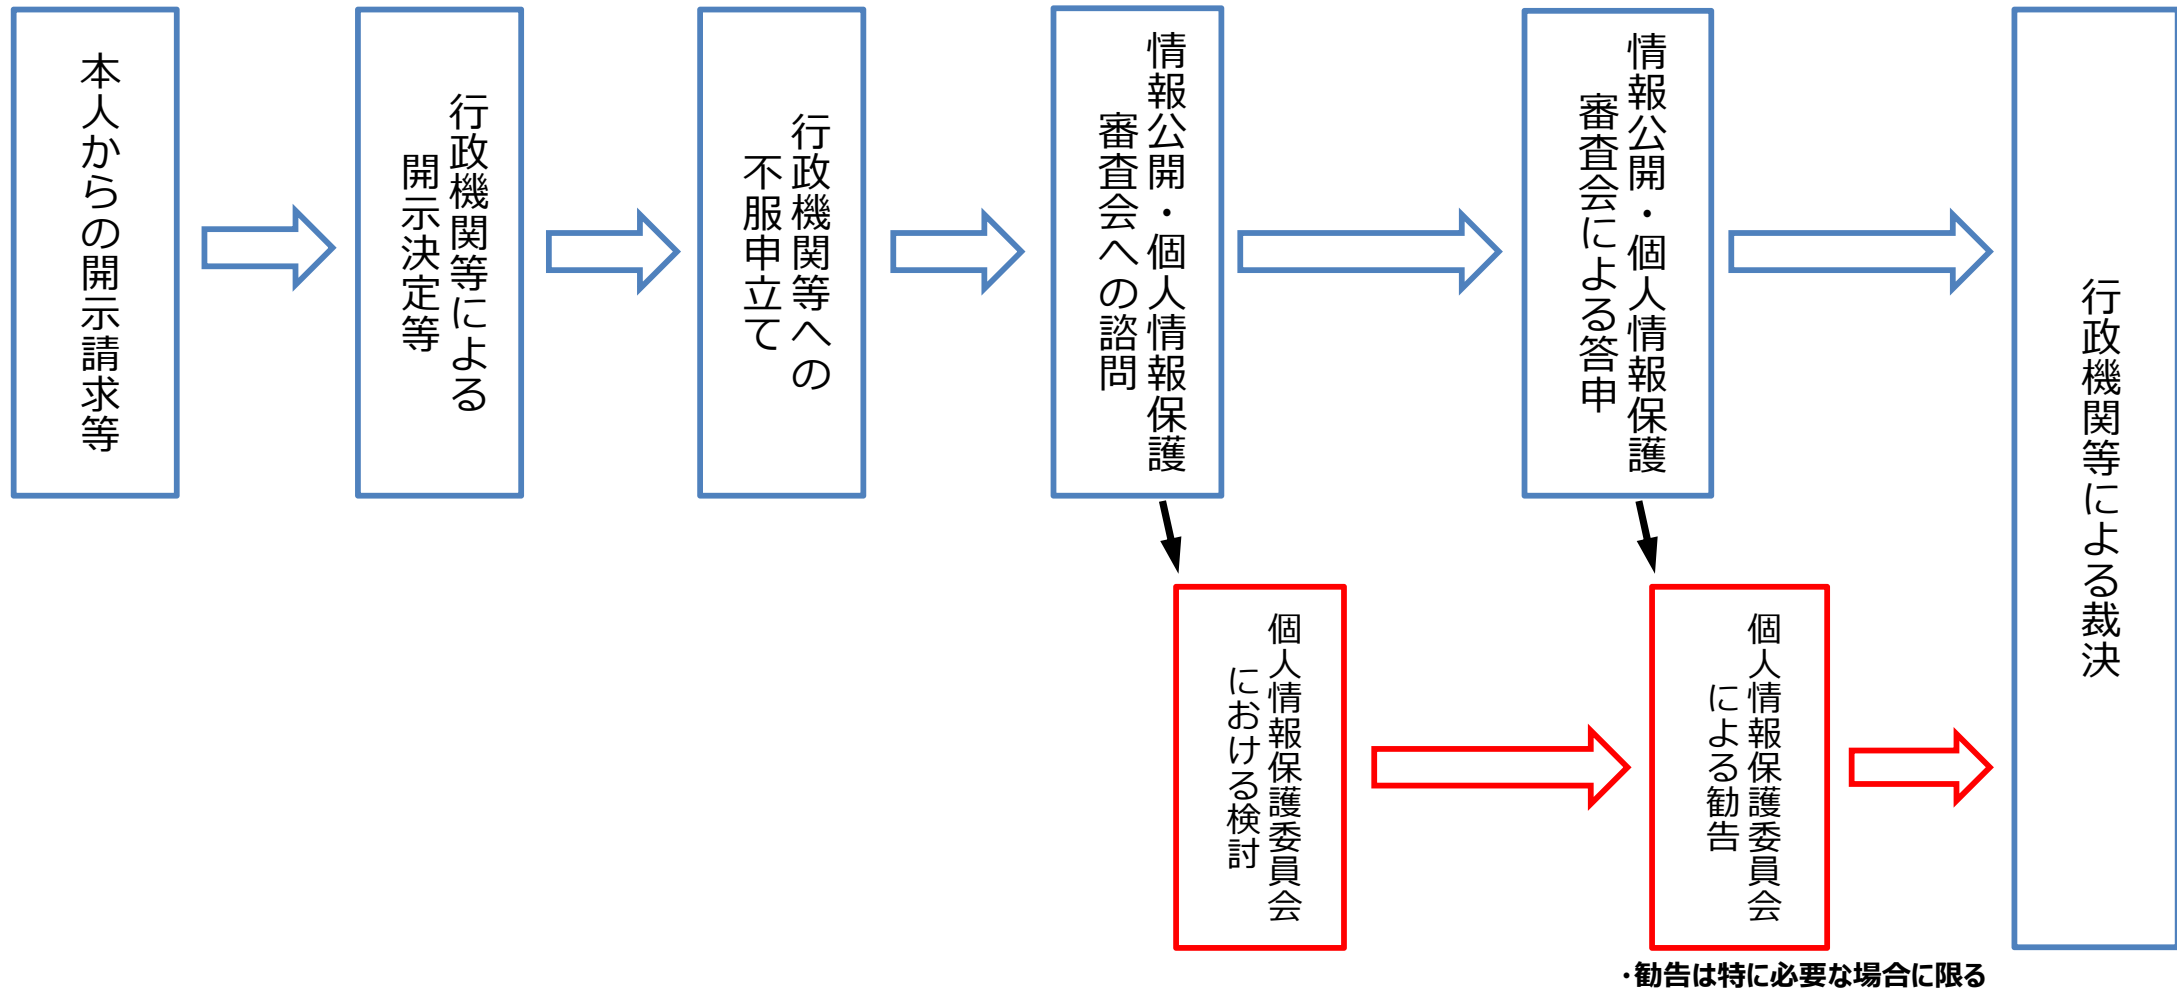 本人からの開示請求等
行政機関等による
開示決定等
行政機関等への
不服申立て
情報公開・個人情報保護
審査会への諮問
情報公開・個人情報保護
審査会による答申
行政機関等による裁決
個人情報保護委員会
における検討
個人情報保護委員会
による勧告
・勧告は特に必要な場合に限る